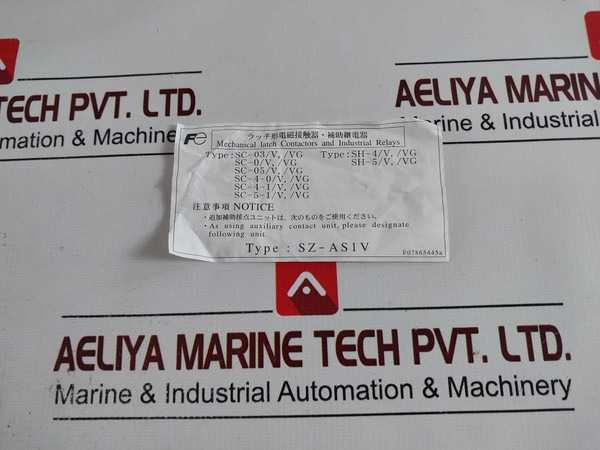 TECH PVT. LTD.
omation & Machinery
AELIYA MARINE
rine & Industrial
Fe
ラッチ形電磁接触器・補助継電器
Mechanical latch Contactors and Industrial Relays
Type:SC-03/V,/VG Type:SH-4/V,/VG
SC-0/V,/VG SH-5/V,/VG
SC-05/V,/VG
SC-4-0/V,/VG
SC-4-1/V,/VG
SC-5-1/V,/VG
注意事項 NOTICE
・追加補助接点ユニットは、次のものをご使用ください。
・As using auxiliary contact unit, please designate
following unit.
Type : SZ-AS1V
F07865445a
AELIYA MARINE TECH PVT. LTD.
Marine & Industrial Automation & Machinery